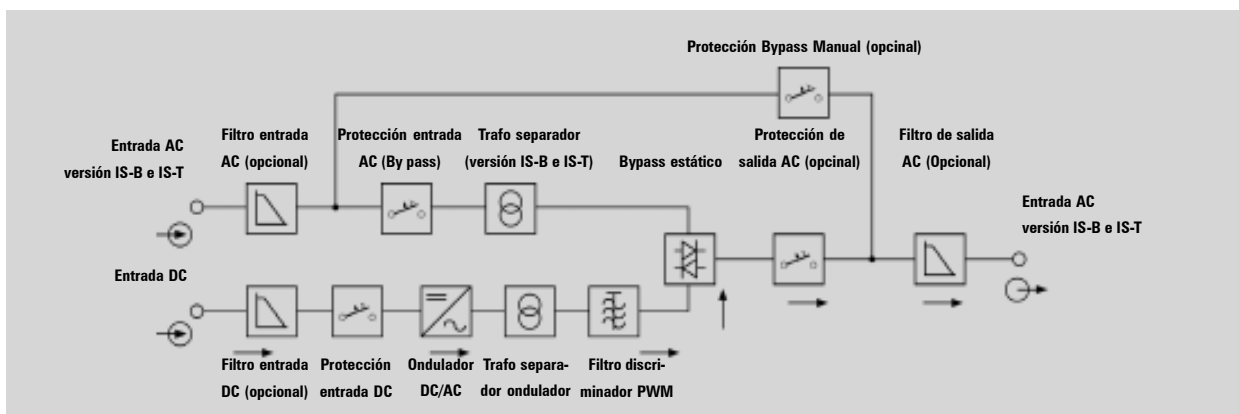 Protección Bypass Manual (opcinal)
Entrada AC
versión IS-B e IS-T
Filtro entrada
AC (opcional)
Protección entrada
AC (By pass)
Trafo separador
(versión IS-B e IS-T)
Bypass estático
Protección de
salida AC (opcinal)
Filtro de salida
AC (Opcional)
Entrada AC
versión IS-B e IS-T
Entrada DC
Filtro entrada
DC (opcional)
Protección
entrada DC
Ondulador
DC/AC
Trafo separa-
dor ondulador
Filtro discri-
minador PWM